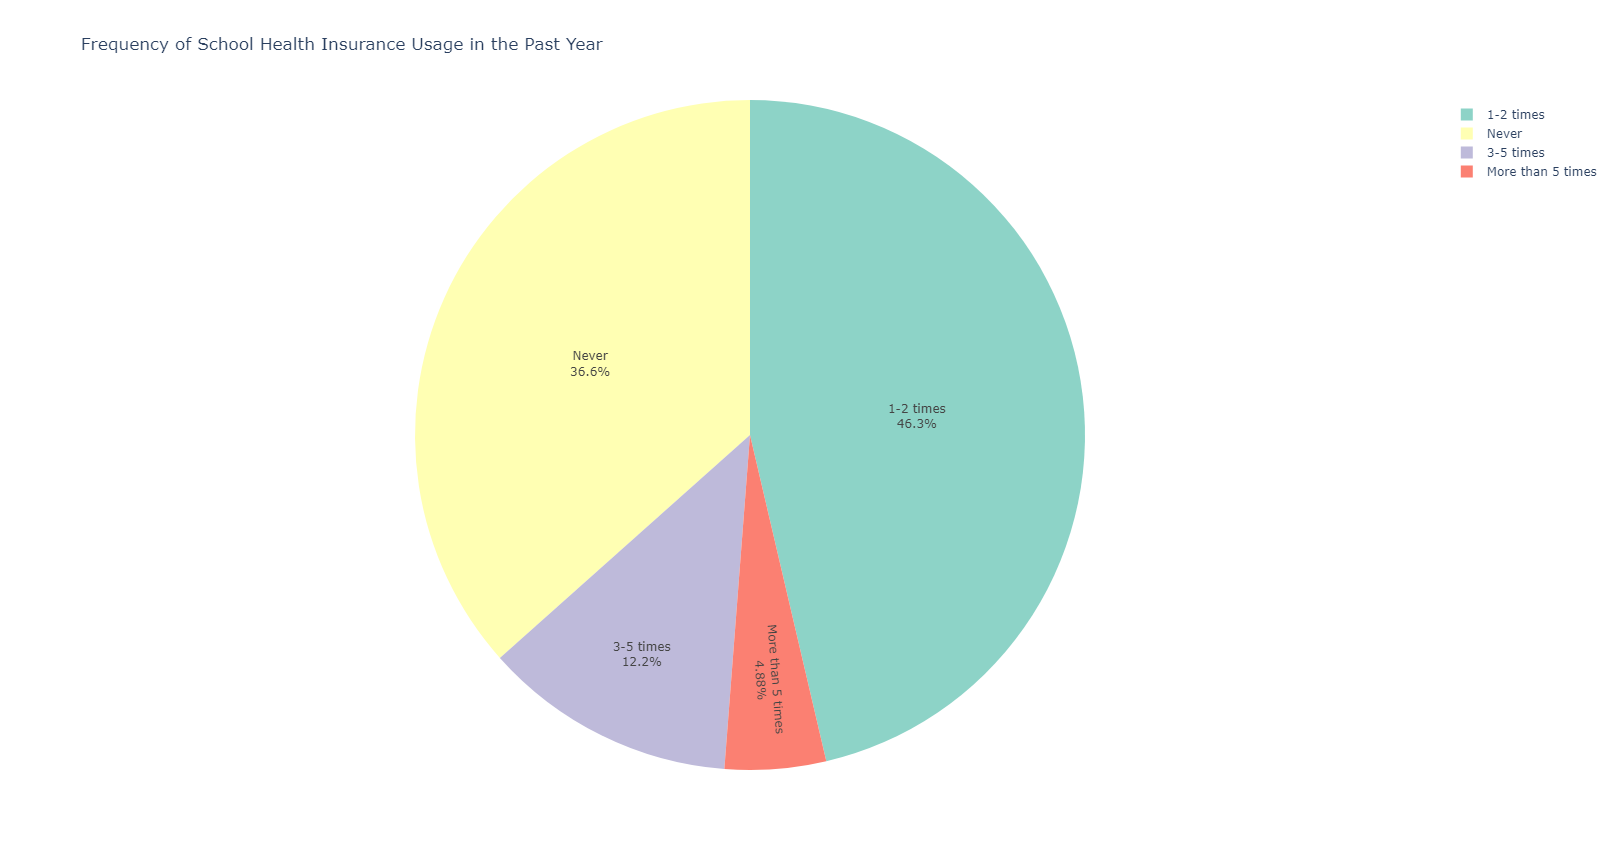 Frequency of School Health Insurance Usage in the Past Year
1-2 times
Never
3-5 times
More than 5 times
Never
36.6%
1-2 times
46.3%
3-5 times
12.2%
More than 5 times
4.88%